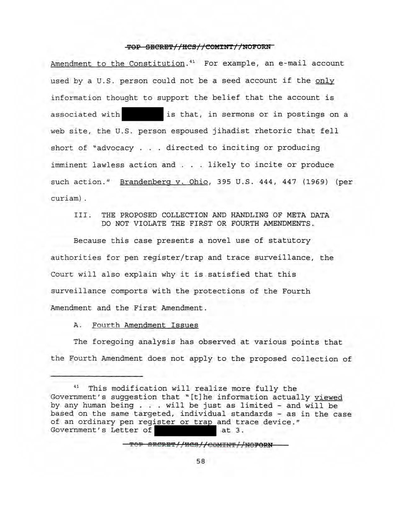 TOP SECRET//HCS//COMINT//NOFORN
Amendment to the Constitution.41 For example, an e-mail account
used by a U.S. person could not be a seed account if the only
information thought to support the belief that the account is
associated with is that, in sermons or in postings on a
web site, the U.S. person espoused jihadist rhetoric that fell
short of "advocacy . . . directed to inciting or producing
imminent lawless action and . . . likely to incite or produce
such action." Brandenberg v. Ohio, 395 U.S. 444, 447 (1969) (per
curiam).
III. THE PROPOSED COLLECTION AND HANDLING OF META DATA
DO NOT VIOLATE THE FIRST OR FOURTH AMENDMENTS.
Because this case presents a novel use of statutory
authorities for pen register/trap and trace surveillance, the
Court will also explain why it is satisfied that this
surveillance comports with the protections of the Fourth
Amendment and the First Amendment.
A. Fourth Amendment Issues
The foregoing analysis has observed at various points that
the Fourth Amendment does not apply to the proposed collection of
41 This modification will realize more fully the
Government's suggestion that "[t]he information actually viewed
by any human being . . . will be just as limited - and will be
based on the same targeted, individual standards - as in the case
of an ordinary pen register or trap and trace device."
Government's Letter of at 3.
TOP SECRET//HCS//COMINT//NOFORN
58